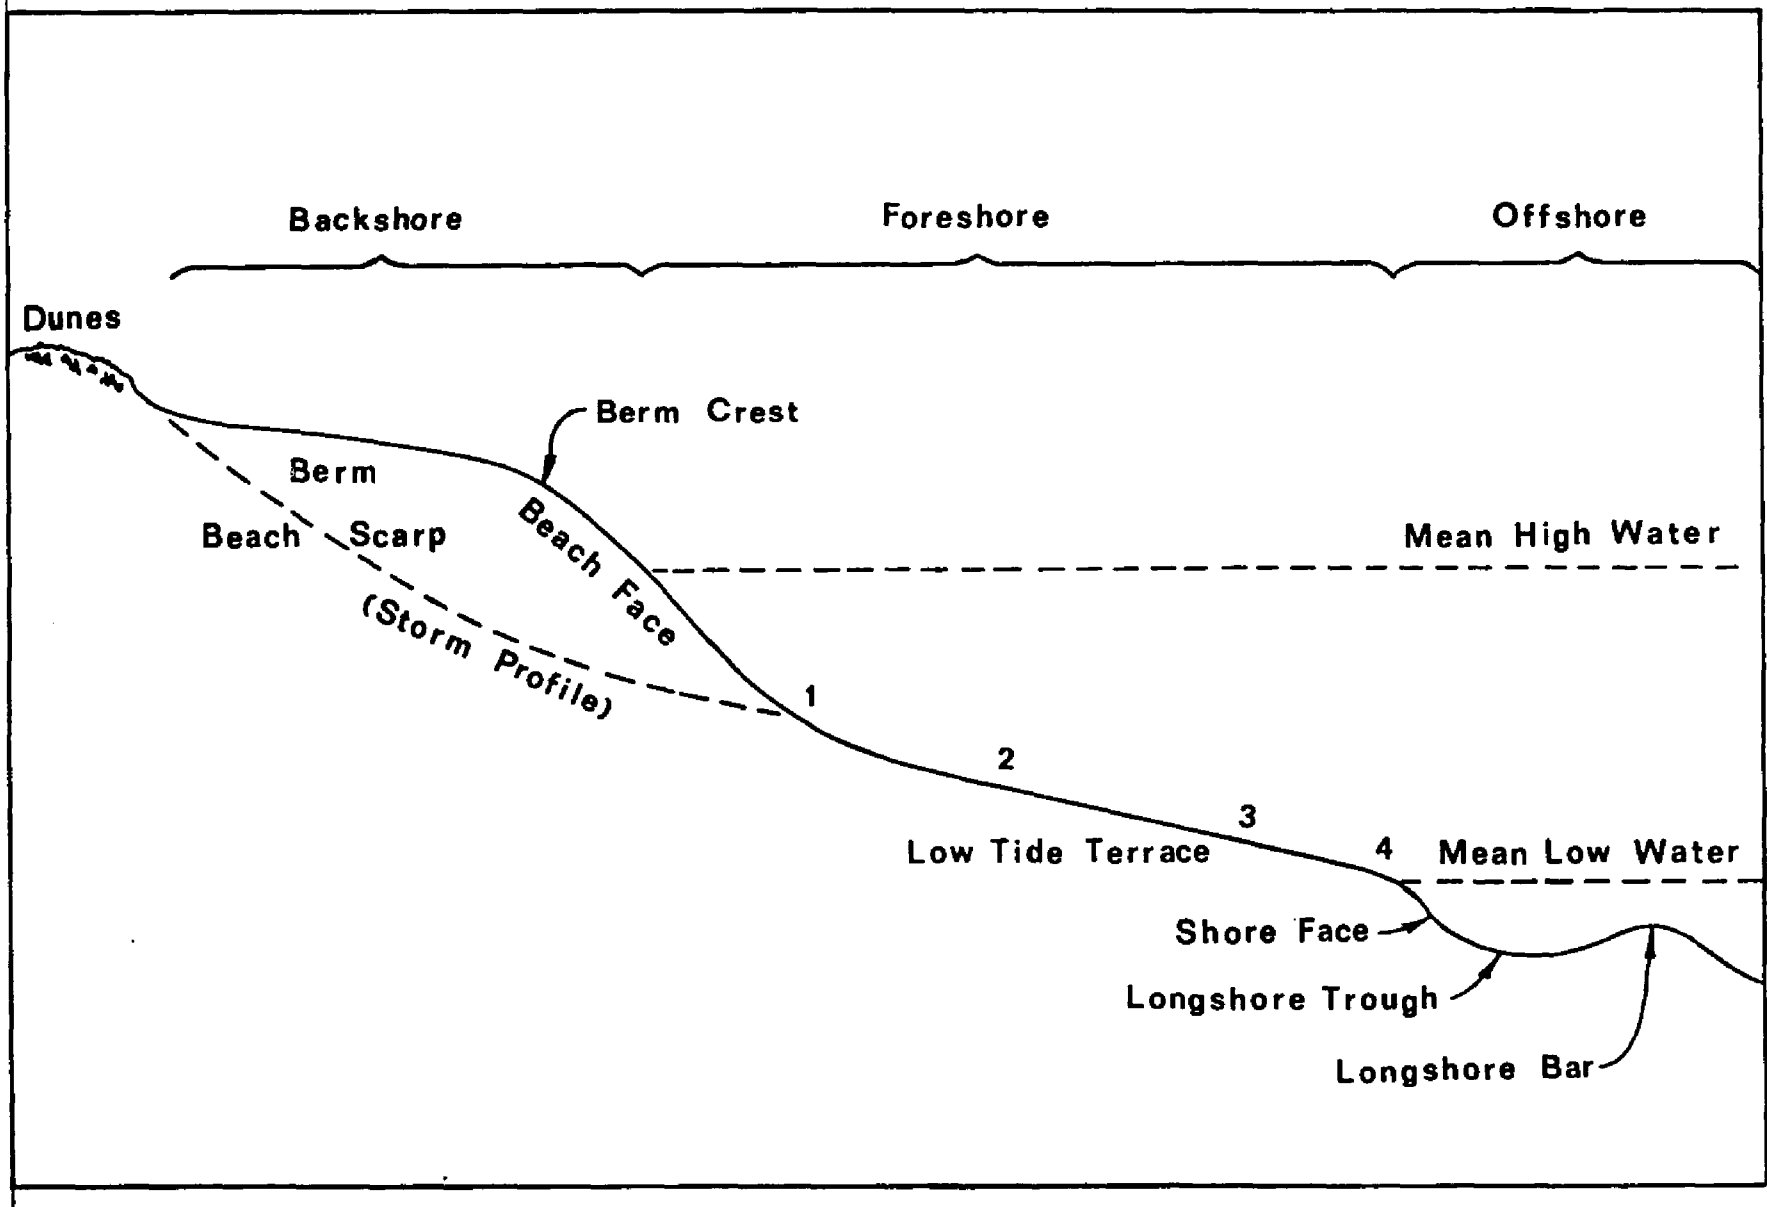 Backshore
Foreshore
Offshore
Dunes
Berm Crest
Berm
Beach Scarp
Beach Face
Mean High Water
(Storm Profile)
1
2
3
4
Low Tide Terrace
Mean Low Water
Shore Face
Longshore Trough
Longshore Bar